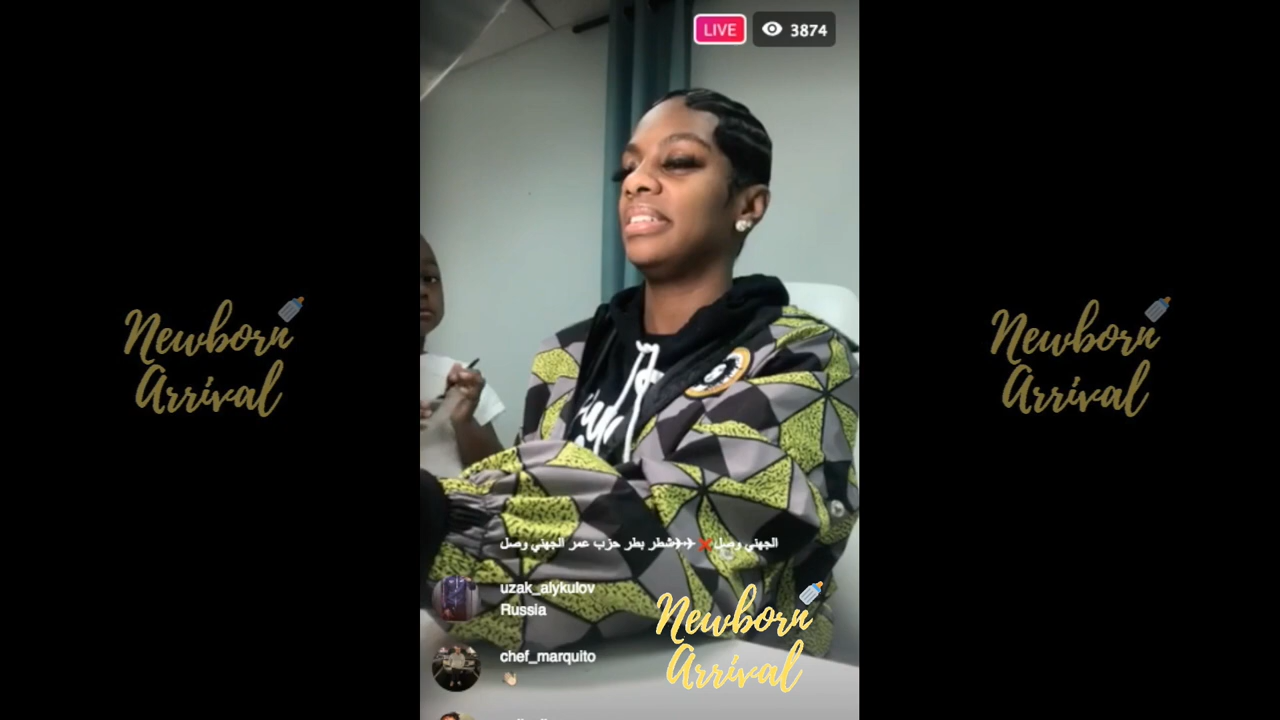 LIVE
3874
Newborn
Arrival
Newborn
Arrival
الجهني وصل❌✈✈شطر بطر حزب عمر الجهني وصل
uzak_alykulov
Russia
chef_marquito
👋🏻
Newborn
Arrival